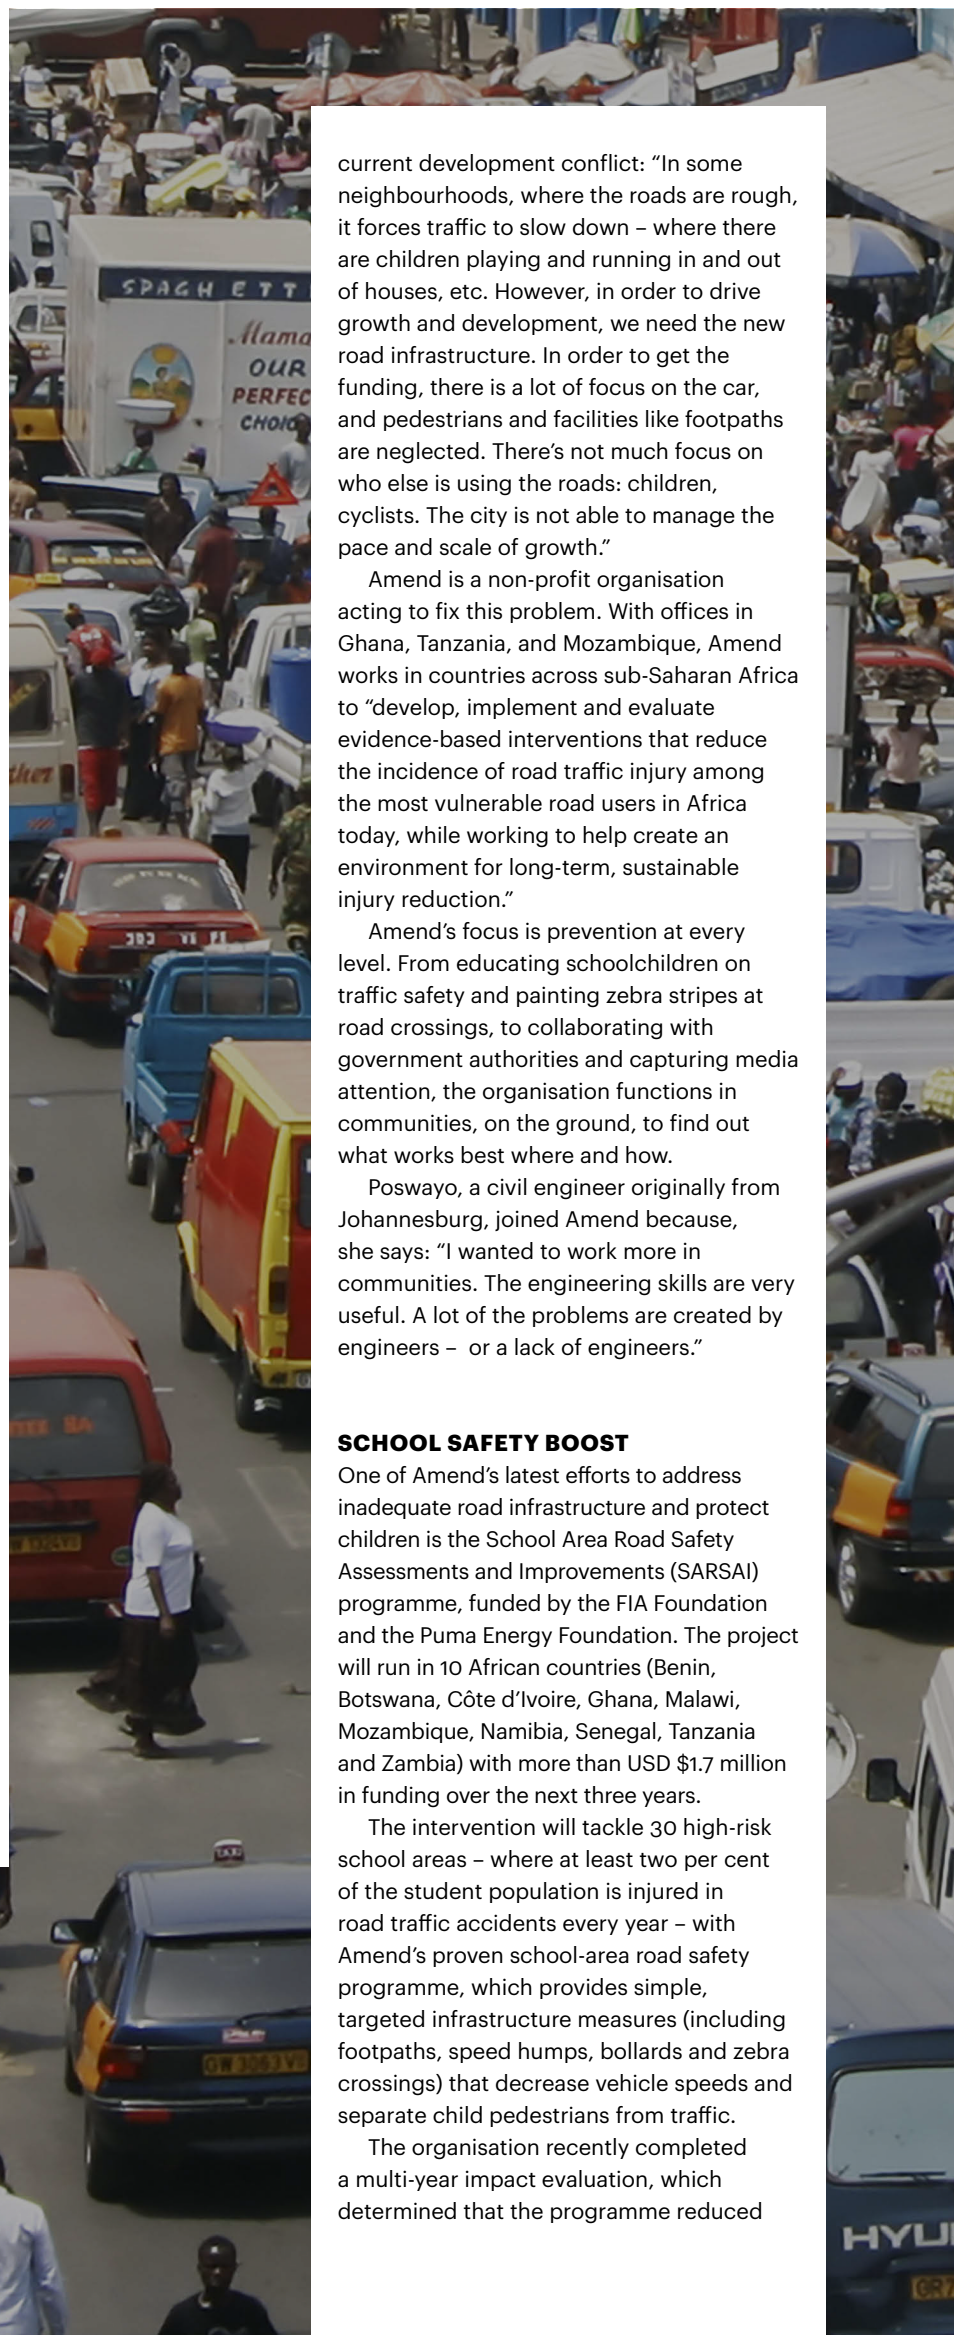 SPAGHETTI
Mama
OUR
PERFEC
CHOIC
ther
HYU
current development conflict: “In some
neighbourhoods, where the roads are rough,
it forces traffic to slow down – where there
are children playing and running in and out
of houses, etc. However, in order to drive
growth and development, we need the new
road infrastructure. In order to get the
funding, there is a lot of focus on the car,
and pedestrians and facilities like footpaths
are neglected. There’s not much focus on
who else is using the roads: children,
cyclists. The city is not able to manage the
pace and scale of growth.”
Amend is a non-profit organisation
acting to fix this problem. With offices in
Ghana, Tanzania, and Mozambique, Amend
works in countries across sub-Saharan Africa
to “develop, implement and evaluate
evidence-based interventions that reduce
the incidence of road traffic injury among
the most vulnerable road users in Africa
today, while working to help create an
environment for long-term, sustainable
injury reduction.”
Amend’s focus is prevention at every
level. From educating schoolchildren on
traffic safety and painting zebra stripes at
road crossings, to collaborating with
government authorities and capturing media
attention, the organisation functions in
communities, on the ground, to find out
what works best where and how.
Poswayo, a civil engineer originally from
Johannesburg, joined Amend because,
she says: “I wanted to work more in
communities. The engineering skills are very
useful. A lot of the problems are created by
engineers – or a lack of engineers.”
SCHOOL SAFETY BOOST
One of Amend’s latest efforts to address
inadequate road infrastructure and protect
children is the School Area Road Safety
Assessments and Improvements (SARSAI)
programme, funded by the FIA Foundation
and the Puma Energy Foundation. The project
will run in 10 African countries (Benin,
Botswana, Côte d’Ivoire, Ghana, Malawi,
Mozambique, Namibia, Senegal, Tanzania
and Zambia) with more than USD $1.7 million
in funding over the next three years.
The intervention will tackle 30 high-risk
school areas – where at least two per cent
of the student population is injured in
road traffic accidents every year – with
Amend’s proven school-area road safety
programme, which provides simple,
targeted infrastructure measures (including
footpaths, speed humps, bollards and zebra
crossings) that decrease vehicle speeds and
separate child pedestrians from traffic.
The organisation recently completed
a multi-year impact evaluation, which
determined that the programme reduced